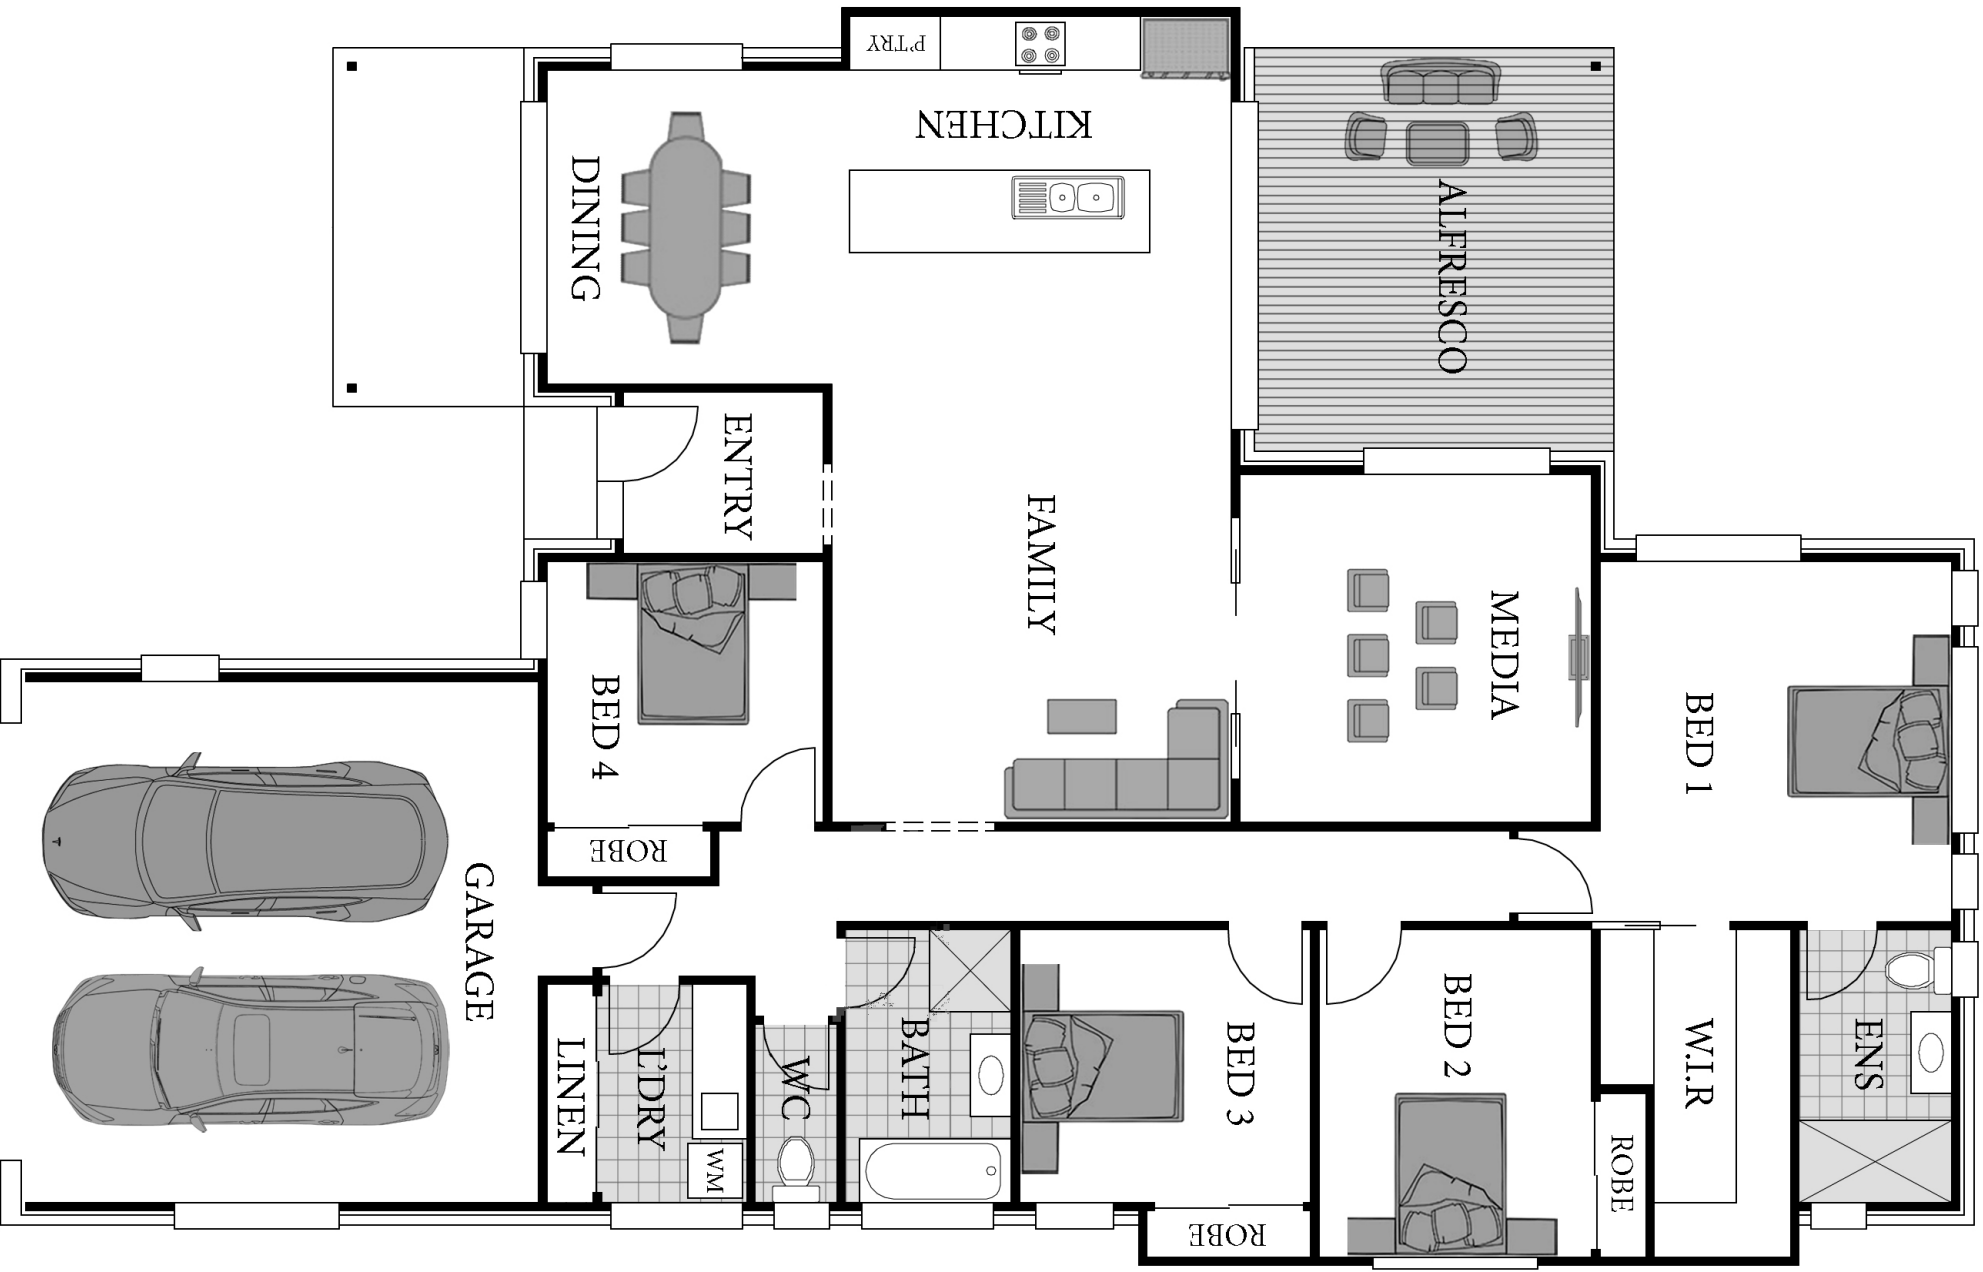 P'TRY
KITCHEN
DINING
ALFRESCO
ENTRY
FAMILY
MEDIA
BED 4
BED 1
ROBE
GARAGE
LINEN
L'DRY
WM
WC
BATH
BED 3
BED 2
W.I.R
ENS
ROBE
ROBE